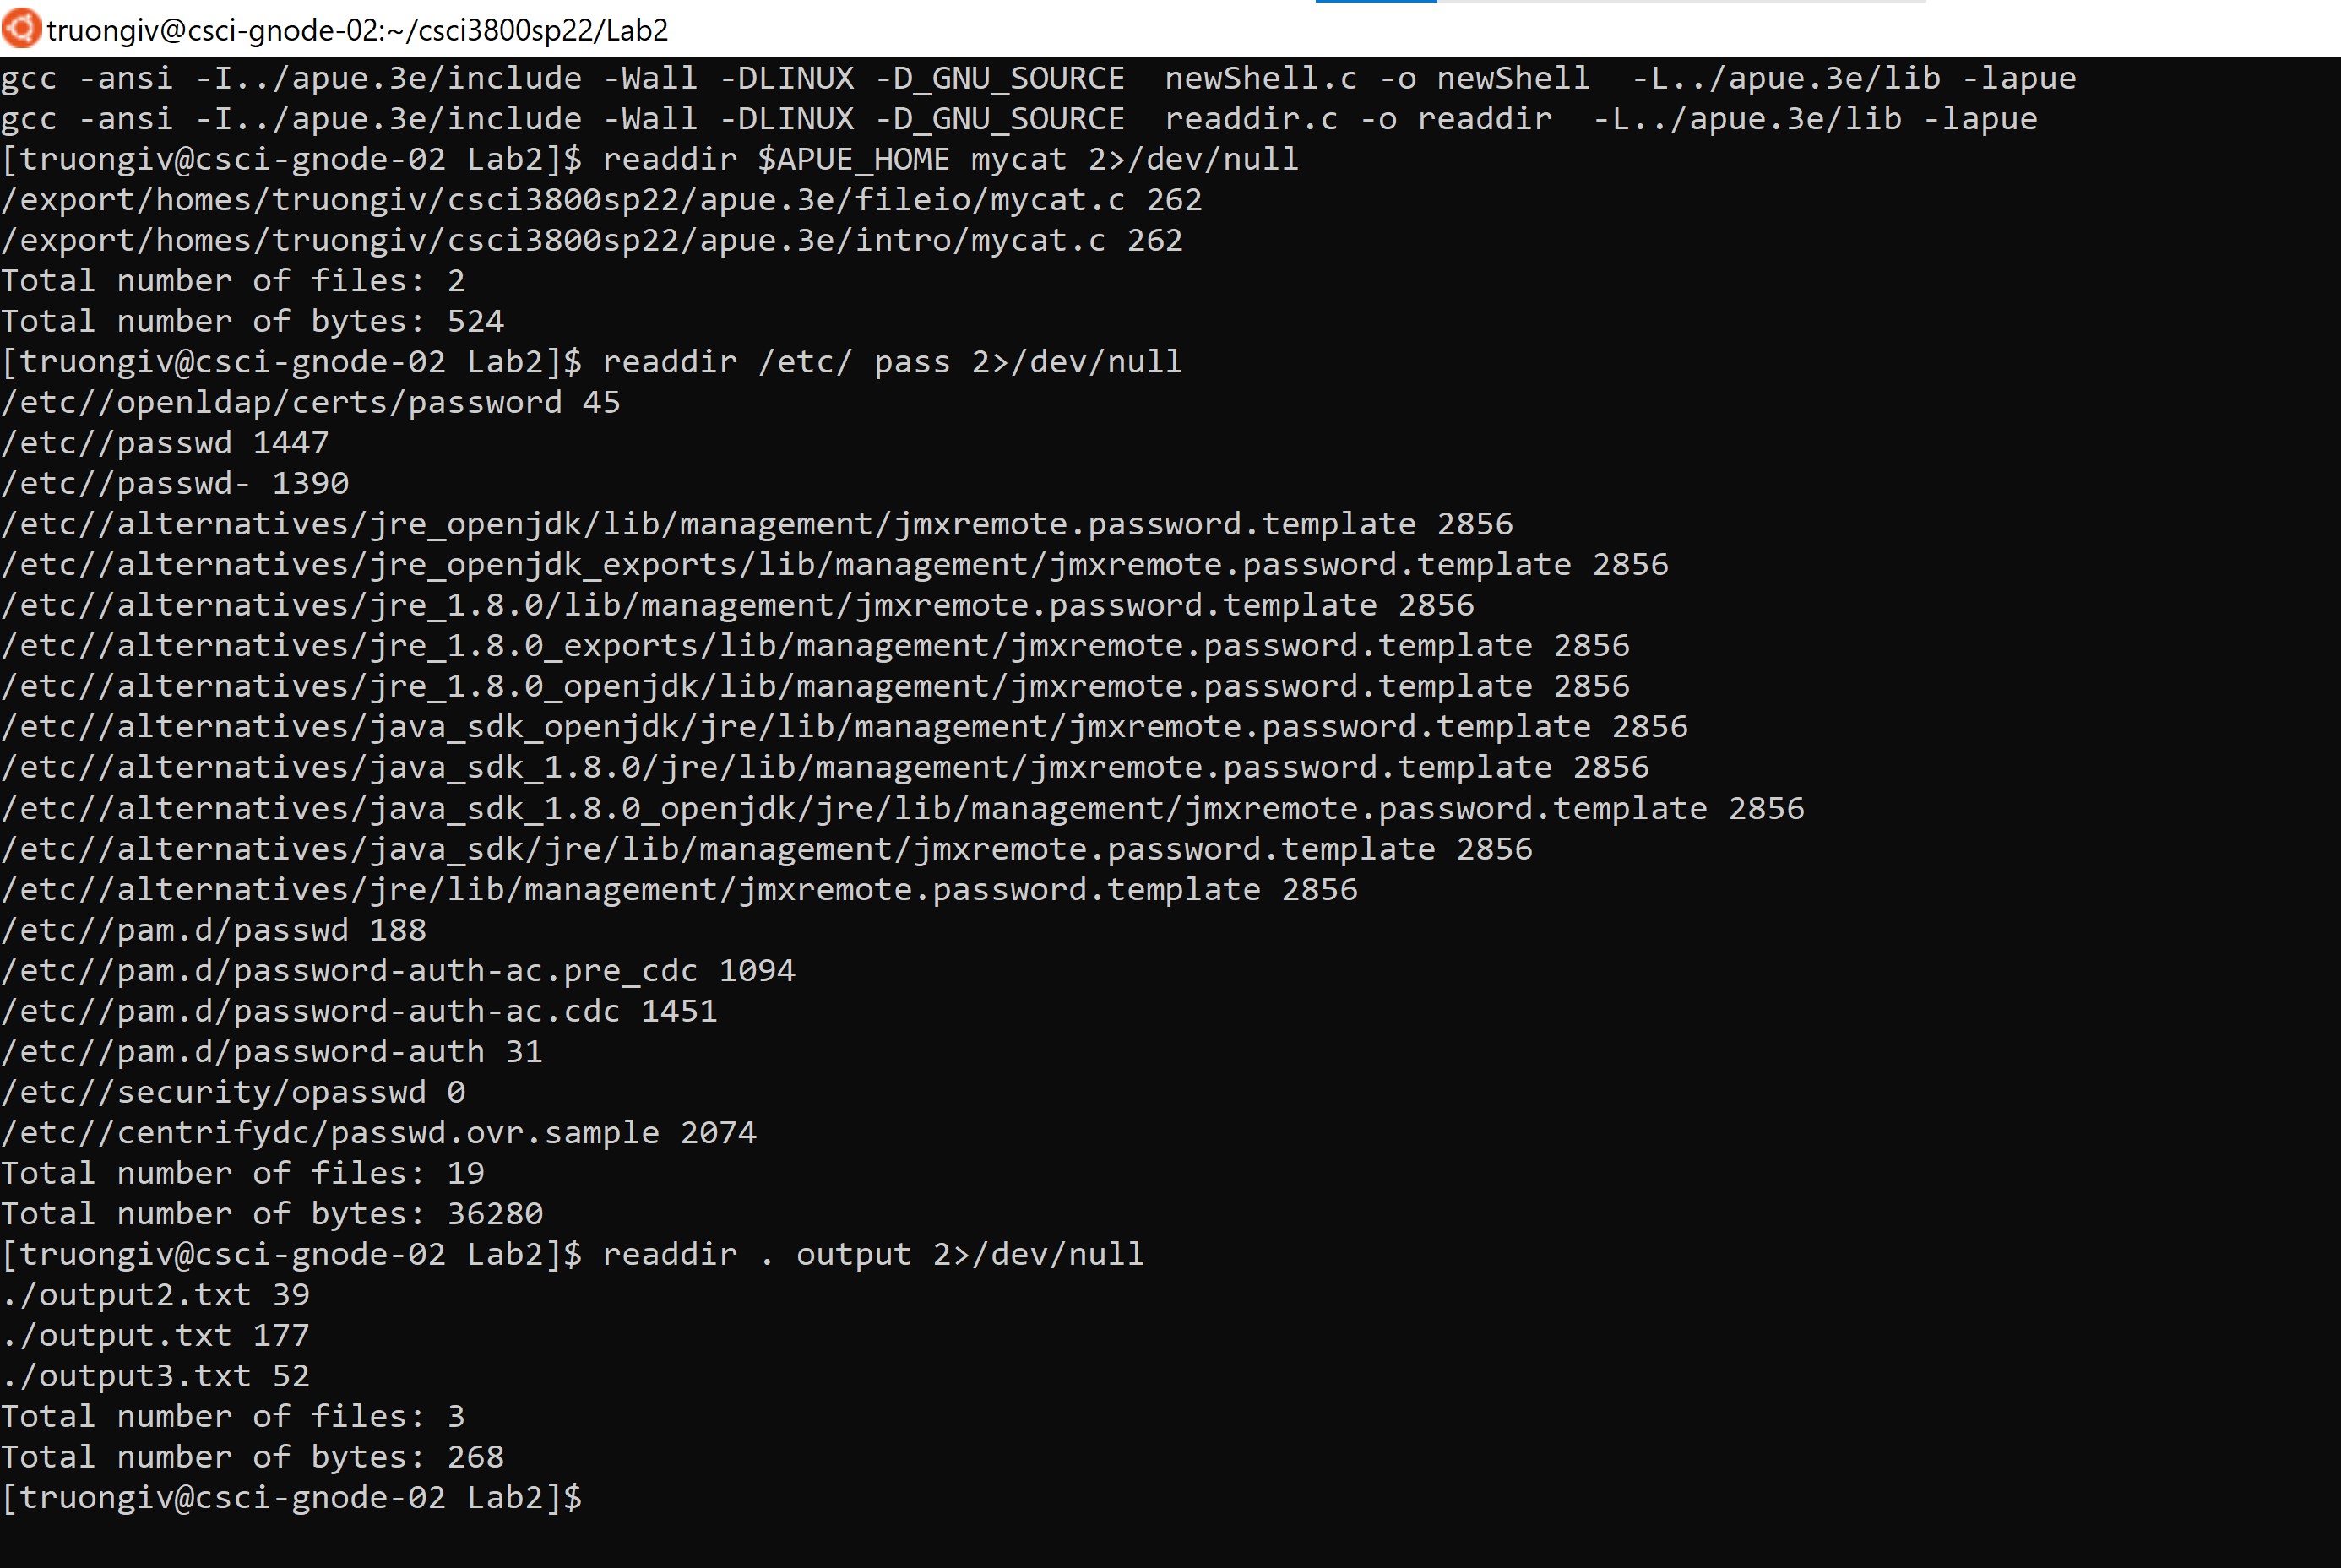 truongiv@csci-gnode-02:~/csci3800sp22/Lab2
gcc -ansi -I../apue.3e/include -Wall -DLINUX -D_GNU_SOURCE  newShell.c -o newShell  -L../apue.3e/lib -lapue
gcc -ansi -I../apue.3e/include -Wall -DLINUX -D_GNU_SOURCE  readdir.c -o readdir  -L../apue.3e/lib -lapue
[truongiv@csci-gnode-02 Lab2]$ readdir $APUE_HOME mycat 2>/dev/null
/export/homes/truongiv/csci3800sp22/apue.3e/fileio/mycat.c 262
/export/homes/truongiv/csci3800sp22/apue.3e/intro/mycat.c 262
Total number of files: 2
Total number of bytes: 524
[truongiv@csci-gnode-02 Lab2]$ readdir /etc/ pass 2>/dev/null
/etc//openldap/certs/password 45
/etc//passwd 1447
/etc//passwd- 1390
/etc//alternatives/jre_openjdk/lib/management/jmxremote.password.template 2856
/etc//alternatives/jre_openjdk_exports/lib/management/jmxremote.password.template 2856
/etc//alternatives/jre_1.8.0/lib/management/jmxremote.password.template 2856
/etc//alternatives/jre_1.8.0_exports/lib/management/jmxremote.password.template 2856
/etc//alternatives/jre_1.8.0_openjdk/lib/management/jmxremote.password.template 2856
/etc//alternatives/java_sdk_openjdk/jre/lib/management/jmxremote.password.template 2856
/etc//alternatives/java_sdk_1.8.0/jre/lib/management/jmxremote.password.template 2856
/etc//alternatives/java_sdk_1.8.0_openjdk/jre/lib/management/jmxremote.password.template 2856
/etc//alternatives/java_sdk/jre/lib/management/jmxremote.password.template 2856
/etc//alternatives/jre/lib/management/jmxremote.password.template 2856
/etc//pam.d/passwd 188
/etc//pam.d/password-auth-ac.pre_cdc 1094
/etc//pam.d/password-auth-ac.cdc 1451
/etc//pam.d/password-auth 31
/etc//security/opasswd 0
/etc//centrifydc/passwd.ovr.sample 2074
Total number of files: 19
Total number of bytes: 36280
[truongiv@csci-gnode-02 Lab2]$ readdir . output 2>/dev/null
./output2.txt 39
./output.txt 177
./output3.txt 52
Total number of files: 3
Total number of bytes: 268
[truongiv@csci-gnode-02 Lab2]$